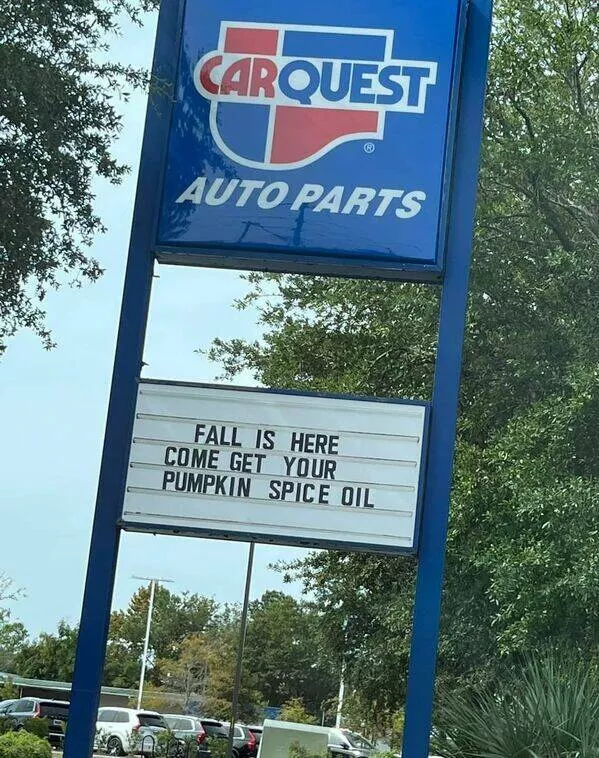 CARQUEST
®
AUTO PARTS
FALL IS HERE
COME GET YOUR
PUMPKIN SPICE OIL